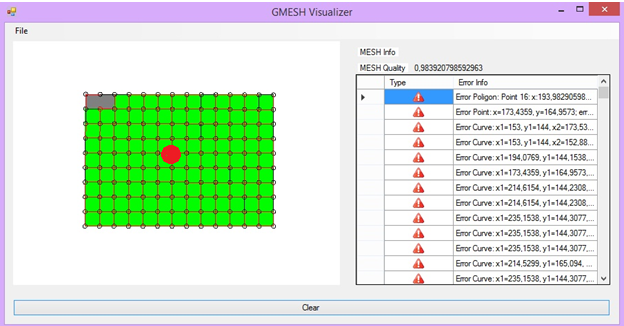 GMESH Visualizer
File
MESH Info
MESH Quality 0,983920798592963
Type Error Info
Error Poligon: Point 16: x:193,98290598...
Error Point: x=173,4359, y=164,9573; err...
Error Curve: x1=153, y1=144, x2=173,53...
Error Curve: x1=153, y1=144, x2=152,88...
Error Curve: x1=194,0769, y1=144,1538,...
Error Curve: x1=173,4359, y1=164,9573,...
Error Curve: x1=214,6154, y1=144,2308,...
Error Curve: x1=214,6154, y1=144,2308,...
Error Curve: x1=235,1538, y1=144,3077,...
Error Curve: x1=235,1538, y1=144,3077,...
Error Curve: x1=235,1538, y1=144,3077,...
Error Curve: x1=214,5299, y1=165,094, ...
Error Curve: x1=235,1538, y1=144,3077,...
Clear